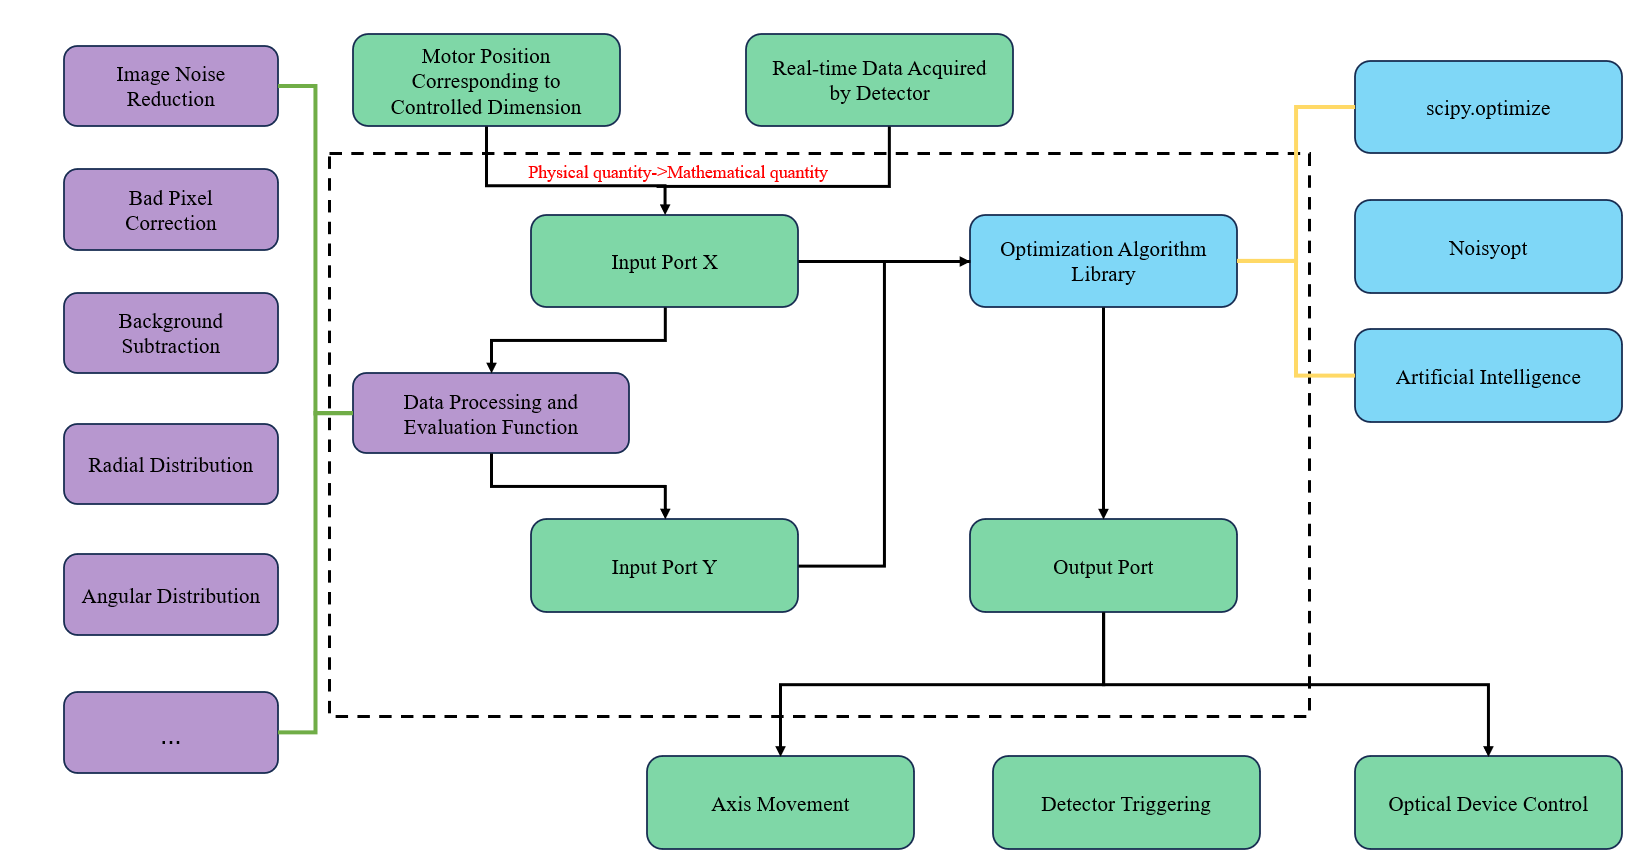 Image Noise
Reduction
Motor Position
Corresponding to
Controlled Dimension
Real-time Data Acquired
by Detector
scipy.optimize
Physical quantity->Mathematical quantity
Bad Pixel
Correction
Input Port X
Optimization Algorithm
Library
Noisyopt
Background
Subtraction
Data Processing and
Evaluation Function
Artificial Intelligence
Radial Distribution
Input Port Y
Output Port
Angular Distribution
...
Axis Movement
Detector Triggering
Optical Device Control